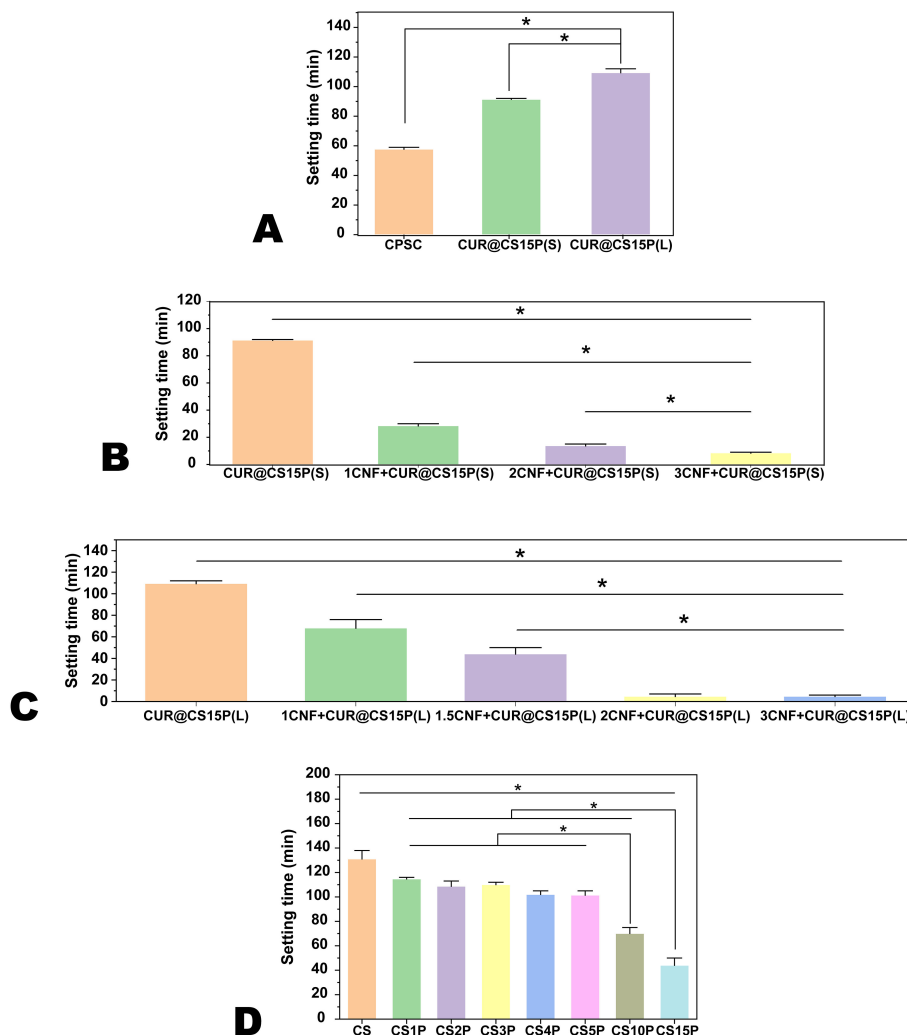 Setting time (min)
140
120
100
80
60
40
20
0
*
*
CPSC
CUR@CS15P(S)
CUR@CS15P(L)
A
Setting time (min)
120
100
80
60
40
20
0
*
*
*
CUR@CS15P(S)
1CNF+CUR@CS15P(S)
2CNF+CUR@CS15P(S)
3CNF+CUR@CS15P(S)
B
Setting time (min)
140
120
100
80
60
40
20
0
*
*
*
CUR@CS15P(L)
1CNF+CUR@CS15P(L)
1.5CNF+CUR@CS15P(L)
2CNF+CUR@CS15P(L)
3CNF+CUR@CS15P(L)
C
Setting time (min)
200
180
160
140
120
100
80
60
40
20
0
*
*
*
CS
CS1P
CS2P
CS3P
CS4P
CS5P
CS10P
CS15P
D